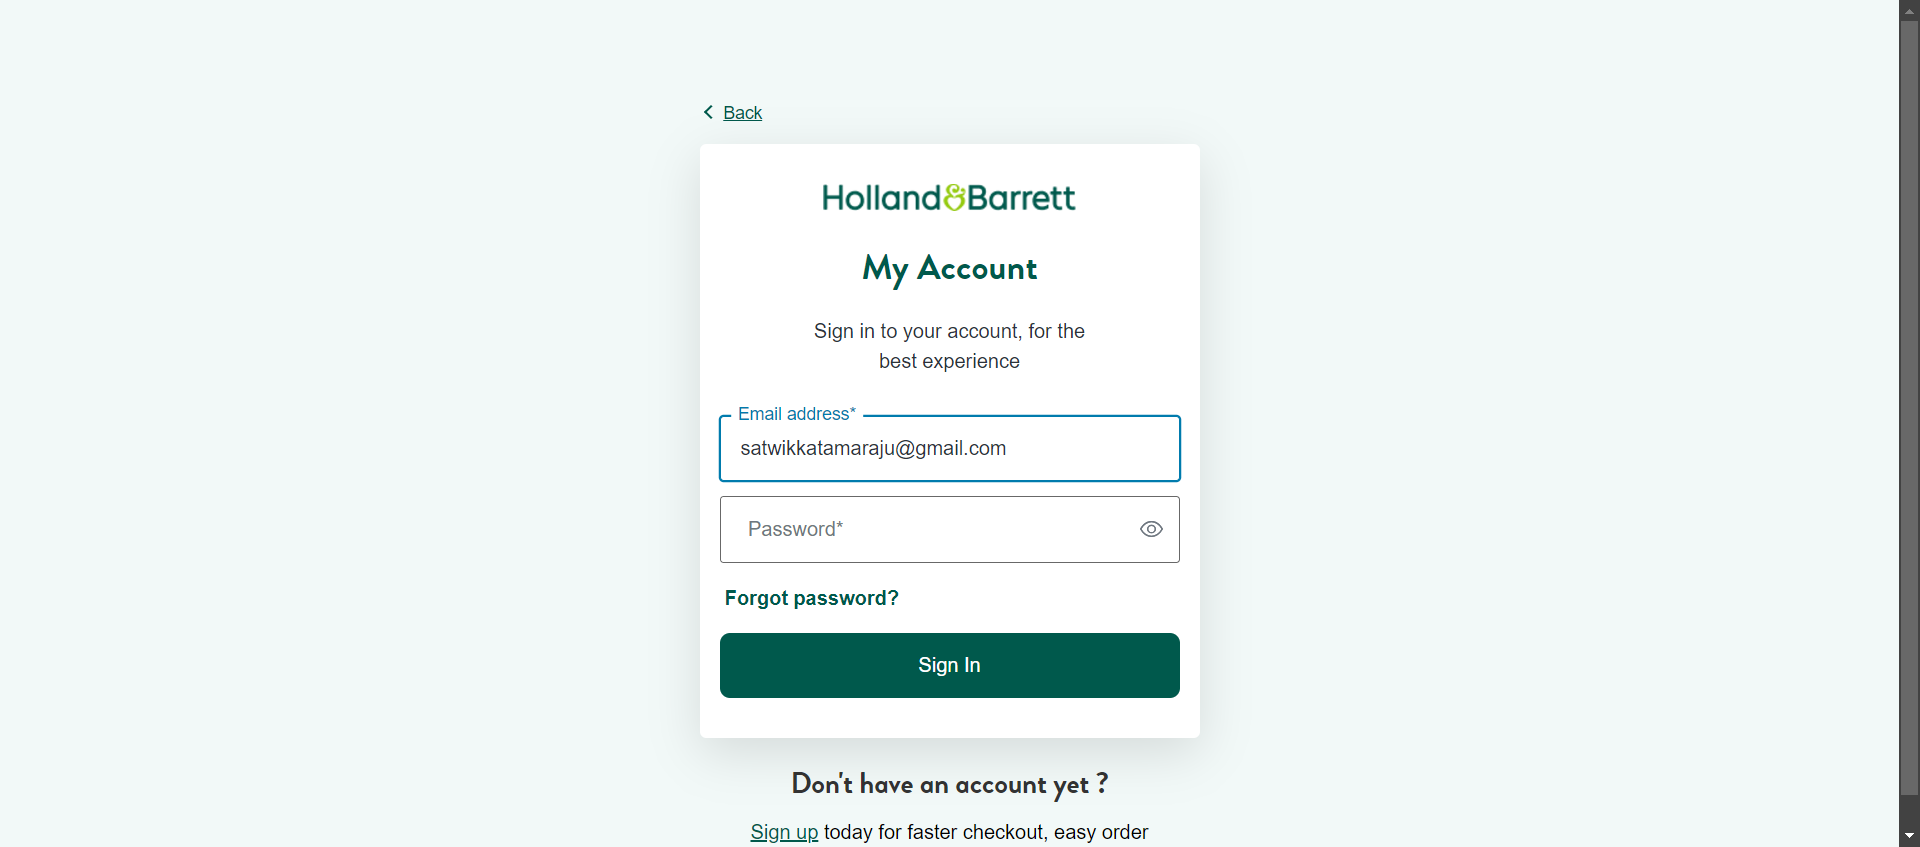 Back
Holland&Barrett
My Account
Sign in to your account, for the
best experience
Email address*
satwikkatamaraju@gmail.com
Password*
Forgot password?
Sign In
Don't have an account yet ?
Sign up today for faster checkout, easy order